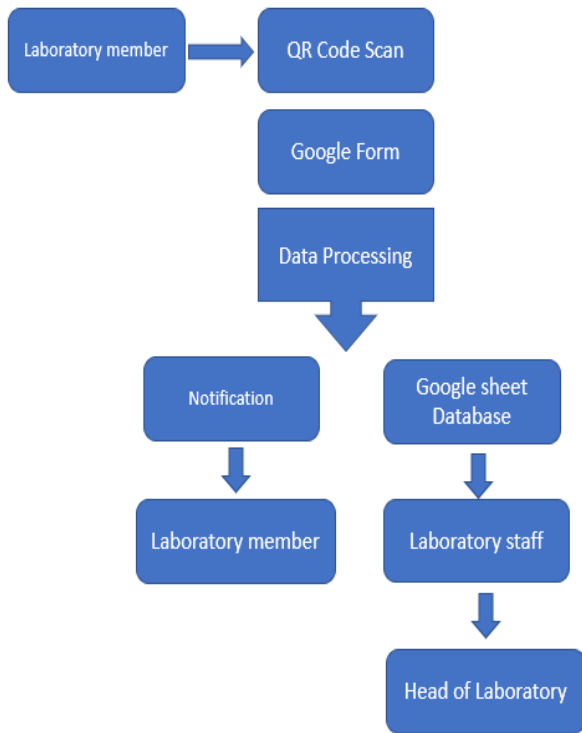 Laboratory member
QR Code Scan
Google Form
Data Processing
Notification
Google sheet
Database
Laboratory member
Laboratory staff
Head of Laboratory